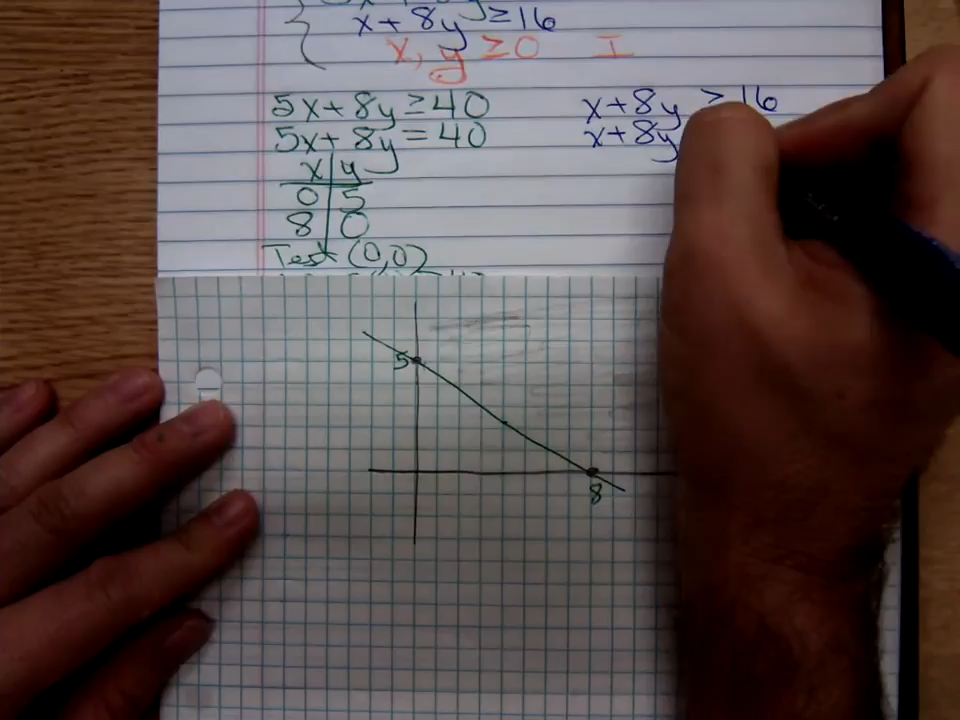 x + 8y ≥ 16
x, y ≥ 0 I
5x + 8y ≥ 40
5x + 8y = 40
x y
0 5
8 0
Test (0,0)
x + 8y ≥ 16
x + 8y
5
8